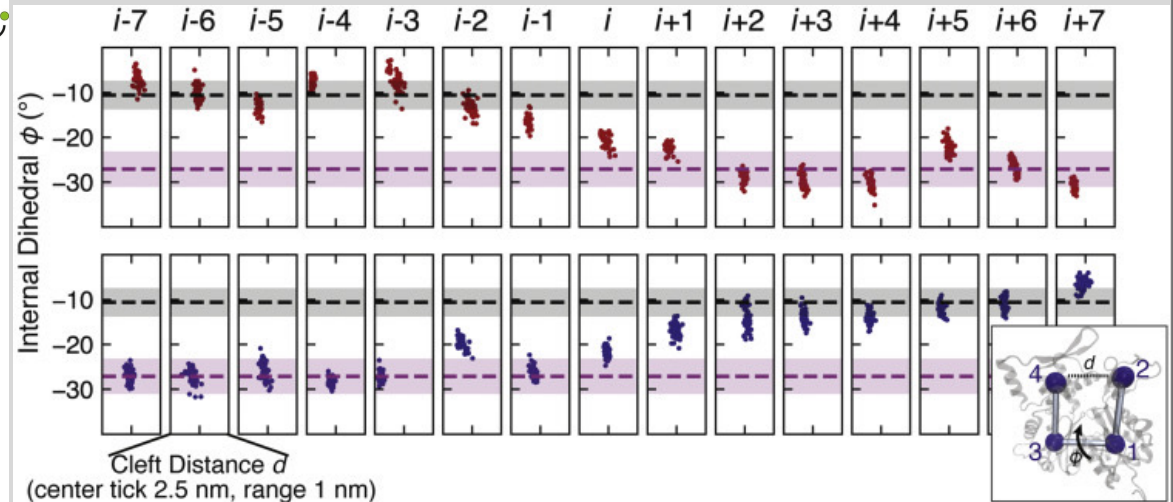 i-7 i-6 i-5 i-4 i-3 i-2 i-1 i i+1 i+2 i+3 i+4 i+5 i+6 i+7
Internal Dihedral ϕ (°)
−10
−20
−30
−10
−20
−30
Cleft Distance d
(center tick 2.5 nm, range 1 nm)
4 d 2
3 ϕ 1